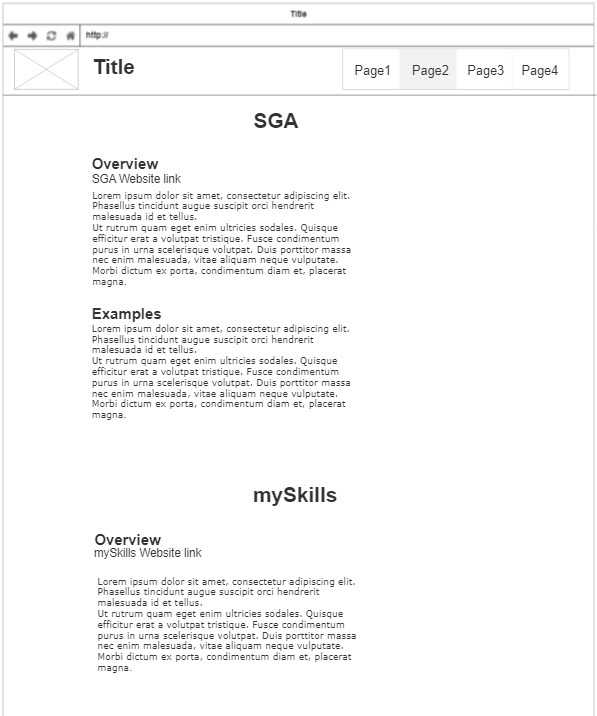 Title
http://
Title
Page1 Page2 Page3 Page4
SGA
Overview
SGA Website link
Lorem ipsum dolor sit amet, consectetur adipiscing elit.
Phasellus tincidunt augue suscipit orci hendrerit
malesuada id et tellus.
Ut rutrum quam eget enim ultricies sodales. Quisque
efficitur erat a volutpat tristique. Fusce condimentum
purus in urna scelerisque volutpat. Duis porttitor massa
nec enim malesuada, vitae aliquam neque vulputate.
Morbi dictum ex porta, condimentum diam et, placerat
magna.
Examples
Lorem ipsum dolor sit amet, consectetur adipiscing elit.
Phasellus tincidunt augue suscipit orci hendrerit
malesuada id et tellus.
Ut rutrum quam eget enim ultricies sodales. Quisque
efficitur erat a volutpat tristique. Fusce condimentum
purus in urna scelerisque volutpat. Duis porttitor massa
nec enim malesuada, vitae aliquam neque vulputate.
Morbi dictum ex porta, condimentum diam et, placerat
magna.
mySkills
Overview
mySkills Website link
Lorem ipsum dolor sit amet, consectetur adipiscing elit.
Phasellus tincidunt augue suscipit orci hendrerit
malesuada id et tellus.
Ut rutrum quam eget enim ultricies sodales. Quisque
efficitur erat a volutpat tristique. Fusce condimentum
purus in urna scelerisque volutpat. Duis porttitor massa
nec enim malesuada, vitae aliquam neque vulputate.
Morbi dictum ex porta, condimentum diam et, placerat
magna.